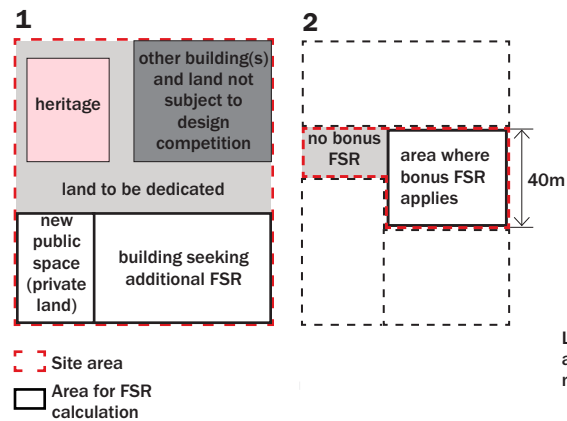 1
other building(s)
and land not
subject to
design
competition
heritage
land to be dedicated
new
public
space
(private
land)
building seeking
additional FSR
2
no bonus
FSR
area where
bonus FSR
applies
40m
Site area
Area for FSR
calculation